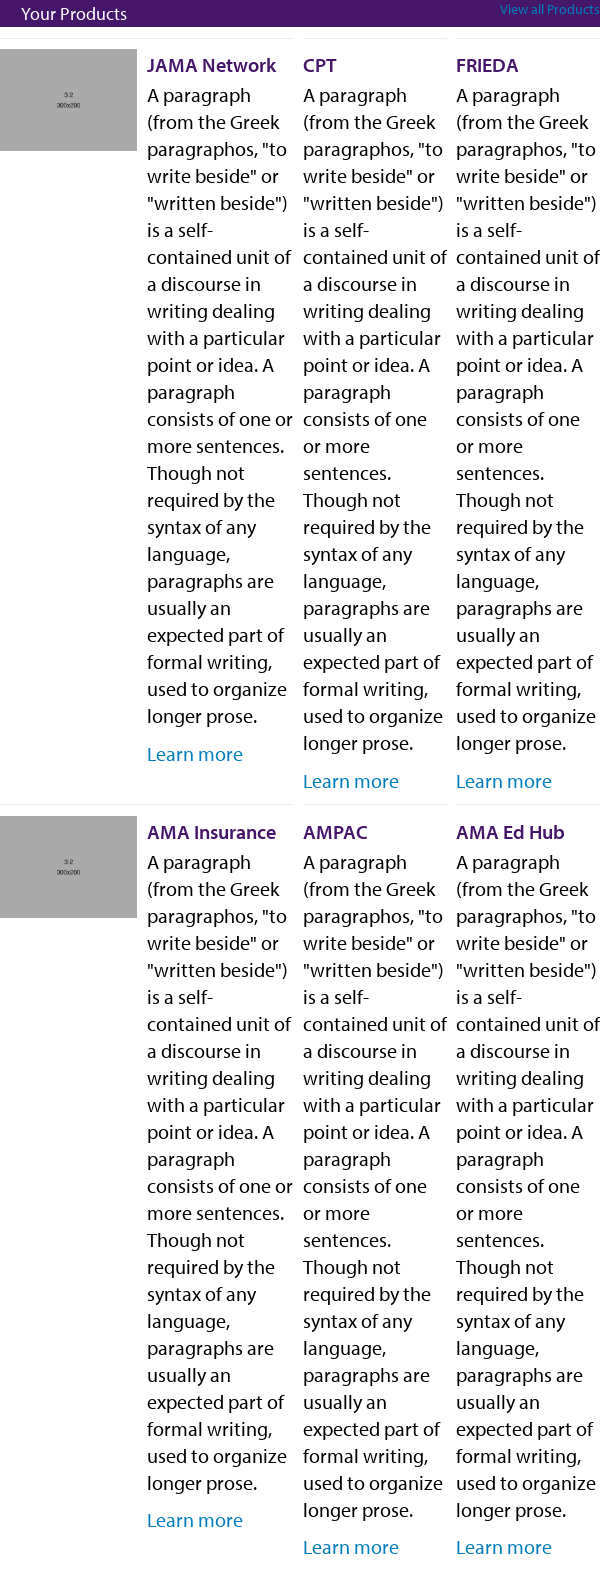 Your Products
View all Products
3:2
300x200
JAMA Network
A paragraph
(from the Greek
paragraphos, "to
write beside" or
"written beside")
is a self-
contained unit of
a discourse in
writing dealing
with a particular
point or idea. A
paragraph
consists of one or
more sentences.
Though not
required by the
syntax of any
language,
paragraphs are
usually an
expected part of
formal writing,
used to organize
longer prose.
Learn more
CPT
A paragraph
(from the Greek
paragraphos, "to
write beside" or
"written beside")
is a self-
contained unit of
a discourse in
writing dealing
with a particular
point or idea. A
paragraph
consists of one
or more
sentences.
Though not
required by the
syntax of any
language,
paragraphs are
usually an
expected part of
formal writing,
used to organize
longer prose.
Learn more
FRIEDA
A paragraph
(from the Greek
paragraphos, "to
write beside" or
"written beside")
is a self-
contained unit of
a discourse in
writing dealing
with a particular
point or idea. A
paragraph
consists of one
or more
sentences.
Though not
required by the
syntax of any
language,
paragraphs are
usually an
expected part of
formal writing,
used to organize
longer prose.
Learn more
3:2
300x200
AMA Insurance
A paragraph
(from the Greek
paragraphos, "to
write beside" or
"written beside")
is a self-
contained unit of
a discourse in
writing dealing
with a particular
point or idea. A
paragraph
consists of one or
more sentences.
Though not
required by the
syntax of any
language,
paragraphs are
usually an
expected part of
formal writing,
used to organize
longer prose.
Learn more
AMPAC
A paragraph
(from the Greek
paragraphos, "to
write beside" or
"written beside")
is a self-
contained unit of
a discourse in
writing dealing
with a particular
point or idea. A
paragraph
consists of one
or more
sentences.
Though not
required by the
syntax of any
language,
paragraphs are
usually an
expected part of
formal writing,
used to organize
longer prose.
Learn more
AMA Ed Hub
A paragraph
(from the Greek
paragraphos, "to
write beside" or
"written beside")
is a self-
contained unit of
a discourse in
writing dealing
with a particular
point or idea. A
paragraph
consists of one
or more
sentences.
Though not
required by the
syntax of any
language,
paragraphs are
usually an
expected part of
formal writing,
used to organize
longer prose.
Learn more